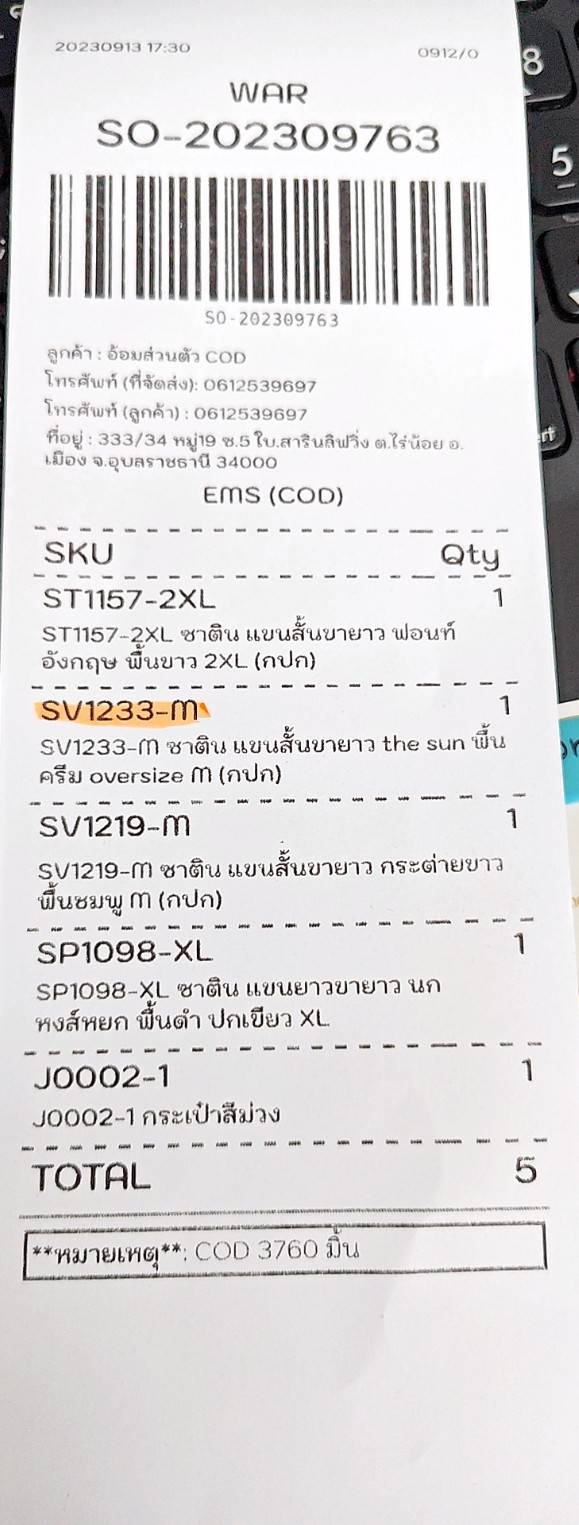 20230913 17:30 0912/0
WAR
SO-202309763
SO-202309763
ลูกค้า : อ้อมส่วนตัว COD
โทรศัพท์ (ที่จัดส่ง): 0612539697
โทรศัพท์ (ลูกค้า) : 0612539697
ที่อยู่ : 333/34 หมู่19 ซ.5 ใบ.สารินลิฟวิ่ง ต.ไร่น้อย อ.
เมือง จ.อุบลราชธานี 34000
EMS (COD)
SKU Qty
ST1157-2XL 1
ST1157-2XL ซาติน แขนสั้นขายาว ฟอนท์
อังกฤษ พื้นขาว 2XL (กปก)
SV1233-M 1
SV1233-M ซาติน แขนสั้นขายาว the sun พื้น
ครีม oversize M (กปก)
SV1219-M 1
SV1219-M ซาติน แขนสั้นขายาว กระต่ายขาว
พื้นชมพู M (กปก)
SP1098-XL 1
SP1098-XL ซาติน แขนยาวขายาว นก
หงส์หยก พื้นดำ ปกเขียว XL
J0002-1 1
J0002-1 กระเป๋าสีม่วง
TOTAL 5
**หมายเหตุ**: COD 3760 มิ้น
8
5